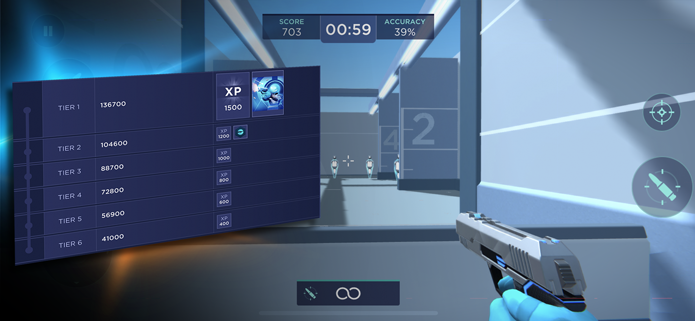 SCORE
703
00:59
ACCURACY
39%
TIER 1 136700 XP 1500
TIER 2 104600 XP 1200
TIER 3 88700 XP 1000
TIER 4 72800 XP 800
TIER 5 56900 XP 600
TIER 6 41000 XP 400
4
2